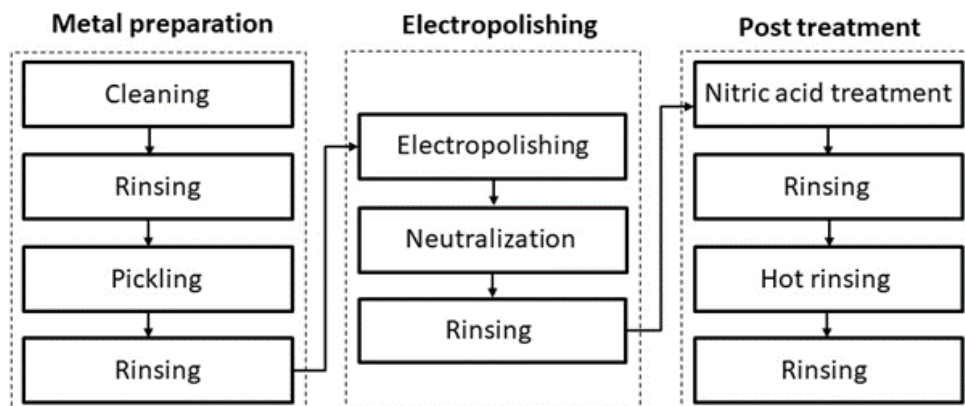 Metal preparation
Cleaning
Rinsing
Pickling
Rinsing
Electropolishing
Electropolishing
Neutralization
Rinsing
Post treatment
Nitric acid treatment
Rinsing
Hot rinsing
Rinsing